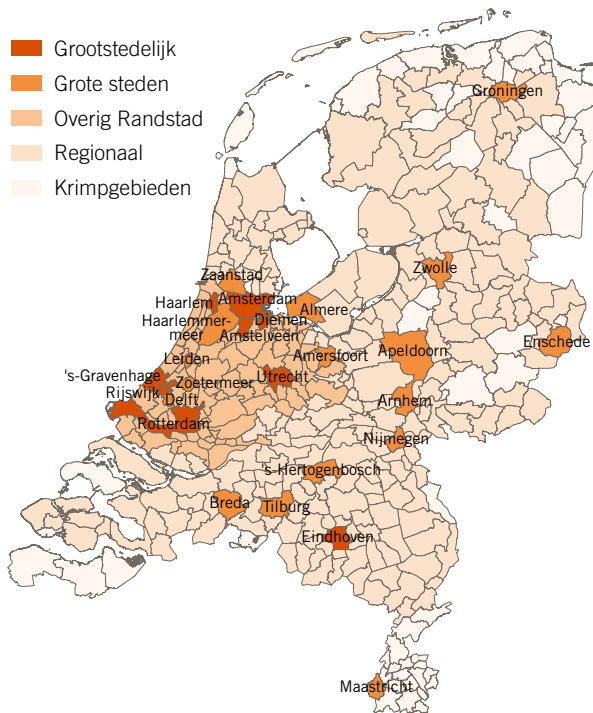 Grootstedelijk
Grote steden
Overig Randstad
Regionaal
Krimpgebieden
Groningen
Zwolle
Zaanstad
Haarlem
Amsterdam
Almere
Haarlemmer-
meer
Diemen
Amstelveen
Enschede
Apeldoorn
Amersfoort
Leiden
's-Gravenhage
Zoetermeer
Utrecht
Rijswijk
Delft
Arnhem
Rotterdam
Nijmegen
's-Hertogenbosch
Breda
Tilburg
Eindhoven
Maastricht